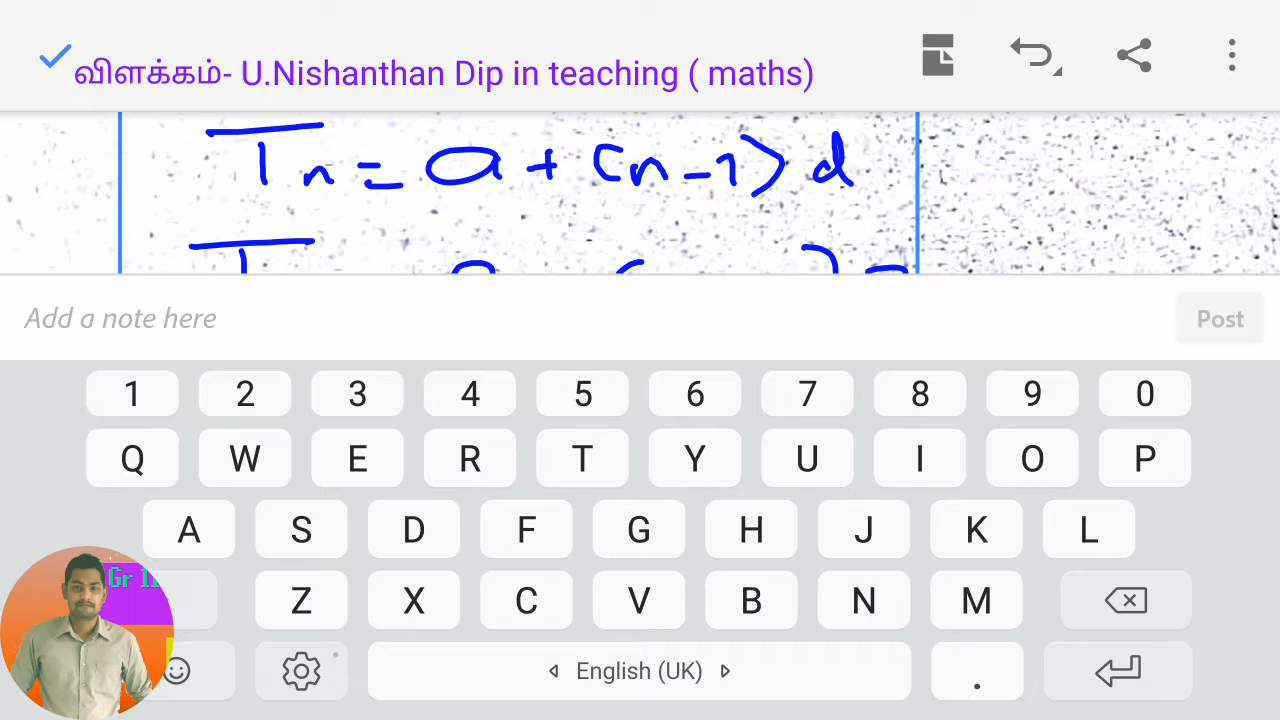 விளக்கம்- U.Nishanthan Dip in teaching ( maths)
Tn = a + (n-1) d
Add a note here
Post
1 2 3 4 5 6 7 8 9 0
Q W E R T Y U I O P
A S D F G H J K L
Gr
Z X C V B N M
English (UK)
.